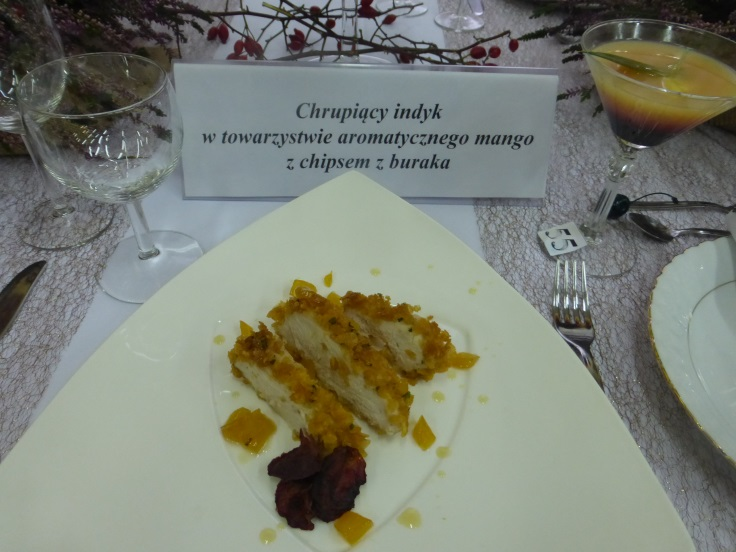 Chrupiący indyk
w towarzystwie aromatycznego mango
z chipsem z buraka
55